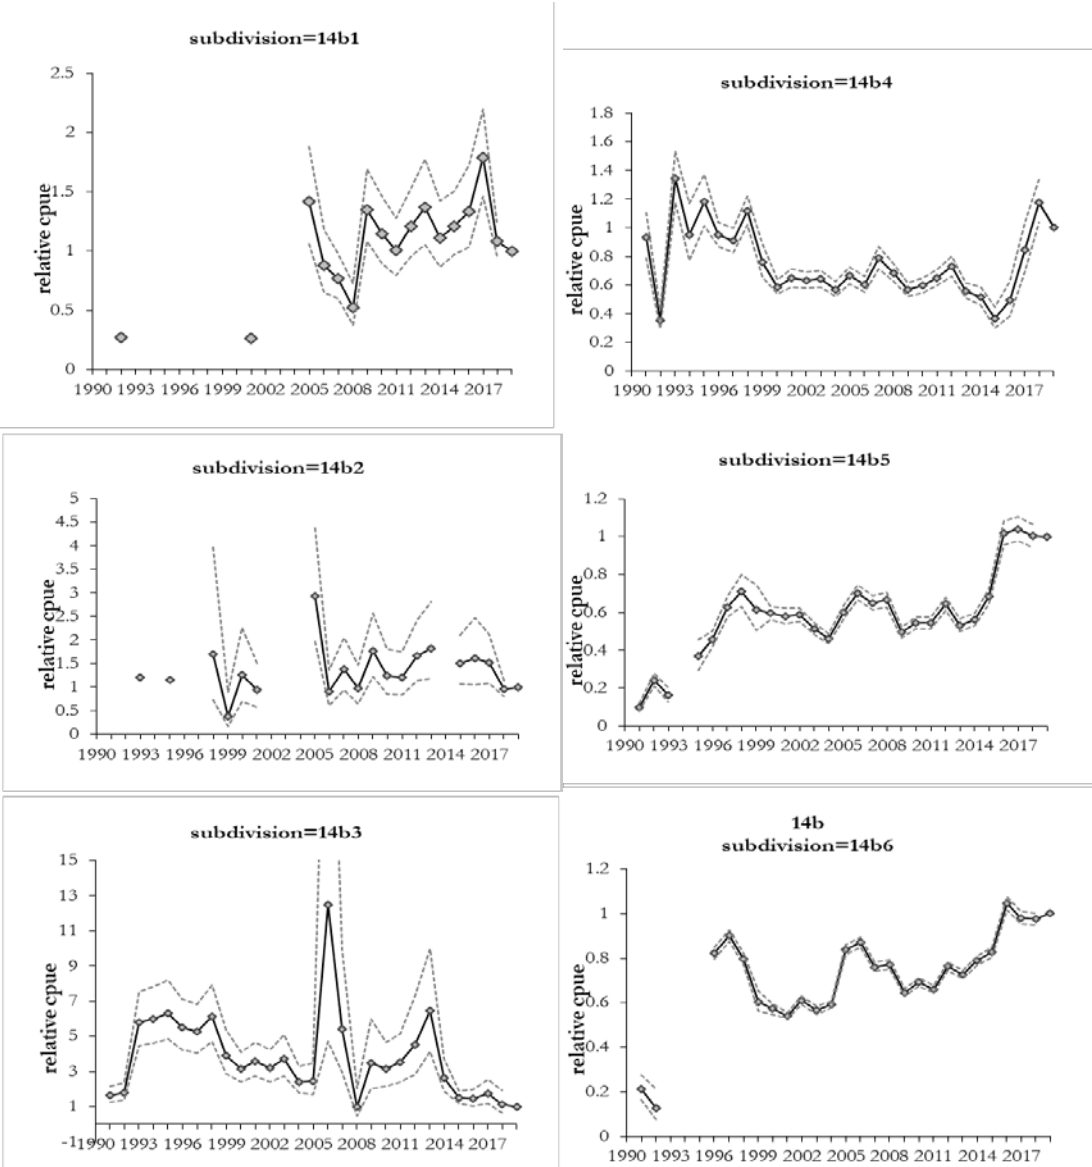 subdivision=14b1
relative cpue
2.5
2
1.5
1
0.5
0
1990 1993 1996 1999 2002 2005 2008 2011 2014 2017
subdivision=14b4
relative cpue
1.8
1.6
1.4
1.2
1
0.8
0.6
0.4
0.2
0
1990 1993 1996 1999 2002 2005 2008 2011 2014 2017
subdivision=14b2
relative cpue
5
4.5
4
3.5
3
2.5
2
1.5
1
0.5
0
1990 1993 1996 1999 2002 2005 2008 2011 2014 2017
subdivision=14b5
relative cpue
1.2
1
0.8
0.6
0.4
0.2
0
1990 1993 1996 1999 2002 2005 2008 2011 2014 2017
subdivision=14b3
relative cpue
15
13
11
9
7
5
3
1
-1
1990 1993 1996 1999 2002 2005 2008 2011 2014 2017
14b
subdivision=14b6
relative cpue
1.2
1
0.8
0.6
0.4
0.2
0
1990 1993 1996 1999 2002 2005 2008 2011 2014 2017